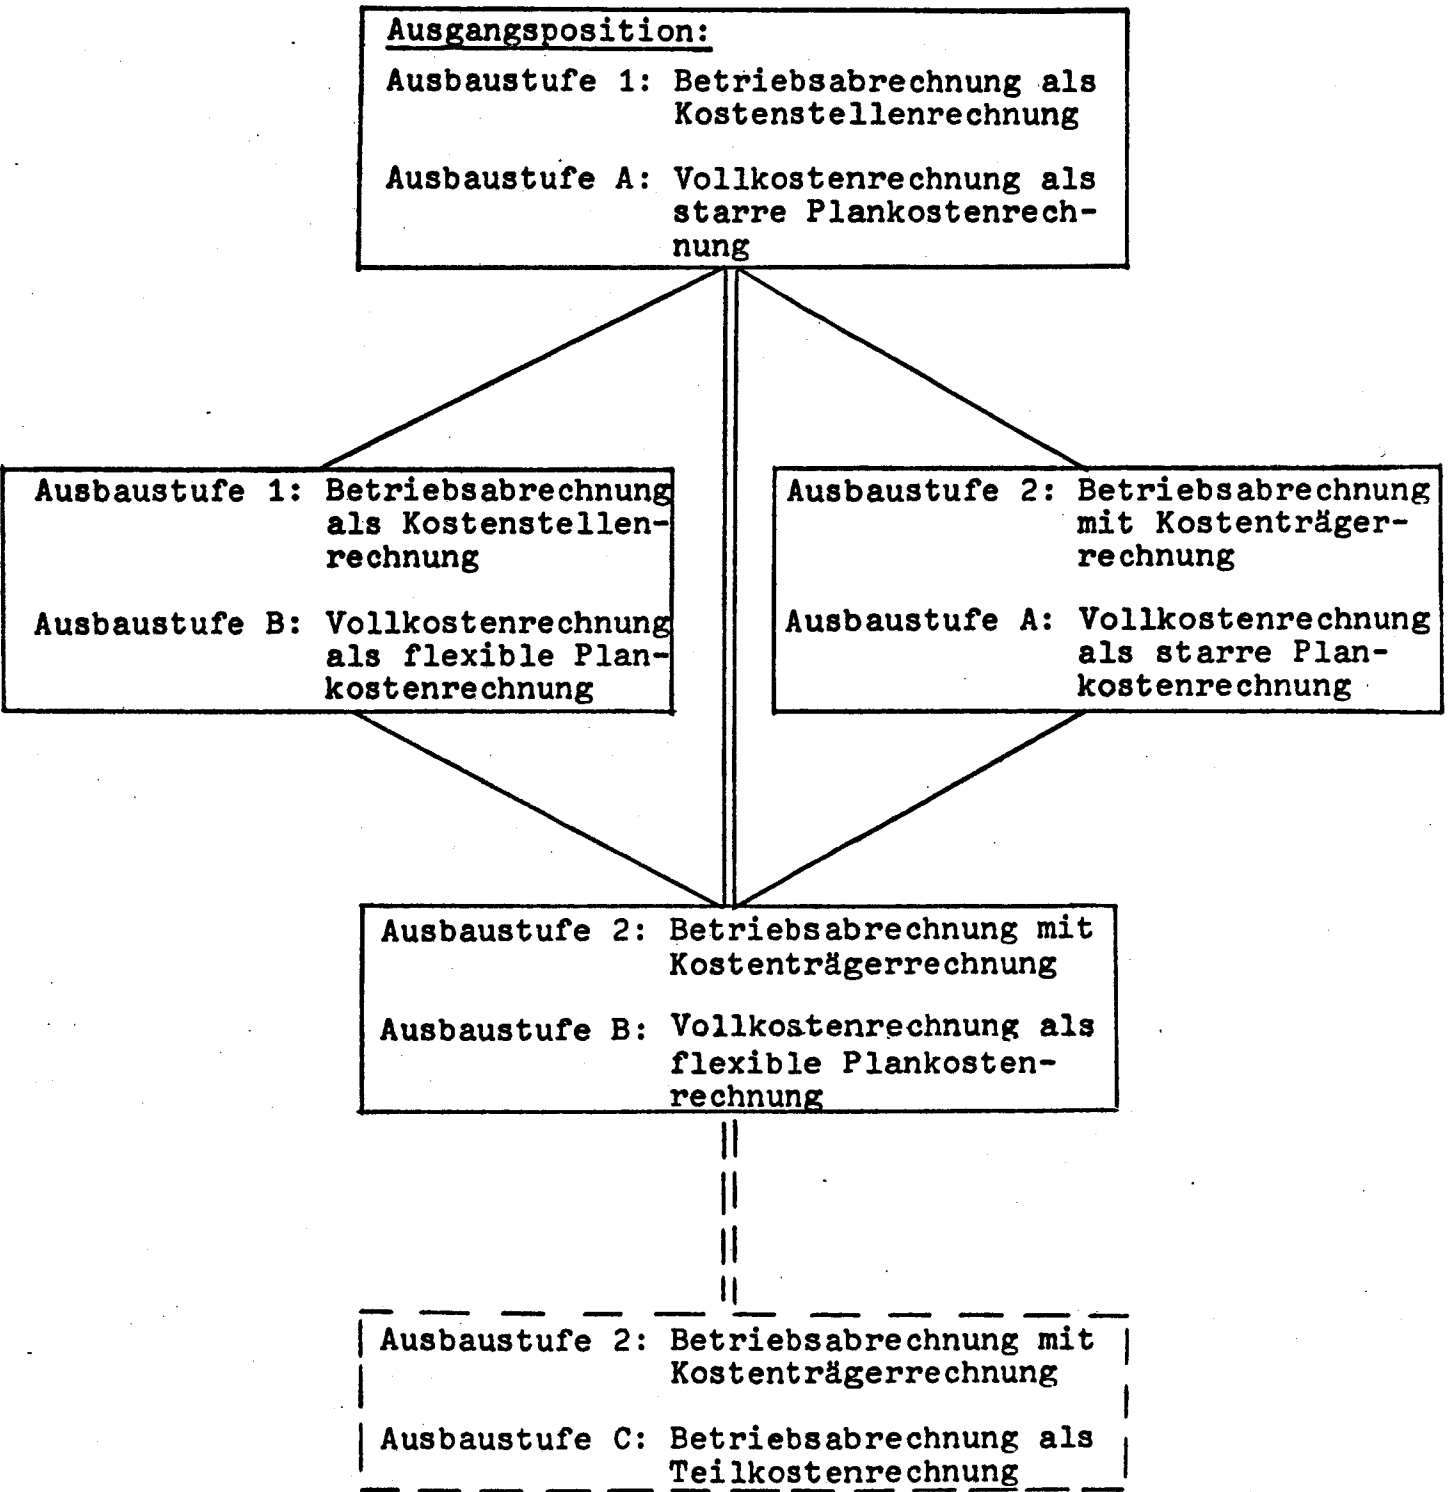 Ausgangsposition:
Ausbaustufe 1: Betriebsabrechnung als
Kostenstellenrechnung
Ausbaustufe A: Vollkostenrechnung als
starre Plankostenrech-
nung
Ausbaustufe 1: Betriebsabrechnung
als Kostenstellen-
rechnung
Ausbaustufe B: Vollkostenrechnung
als flexible Plan-
kostenrechnung
Ausbaustufe 2: Betriebsabrechnung
mit Kostenträger-
rechnung
Ausbaustufe A: Vollkostenrechnung
als starre Plan-
kostenrechnung
Ausbaustufe 2: Betriebsabrechnung mit
Kostenträgerrechnung
Ausbaustufe B: Vollkostenrechnung als
flexible Plankosten-
rechnung
Ausbaustufe 2: Betriebsabrechnung mit
Kostenträgerrechnung
Ausbaustufe C: Betriebsabrechnung als
Teilkostenrechnung